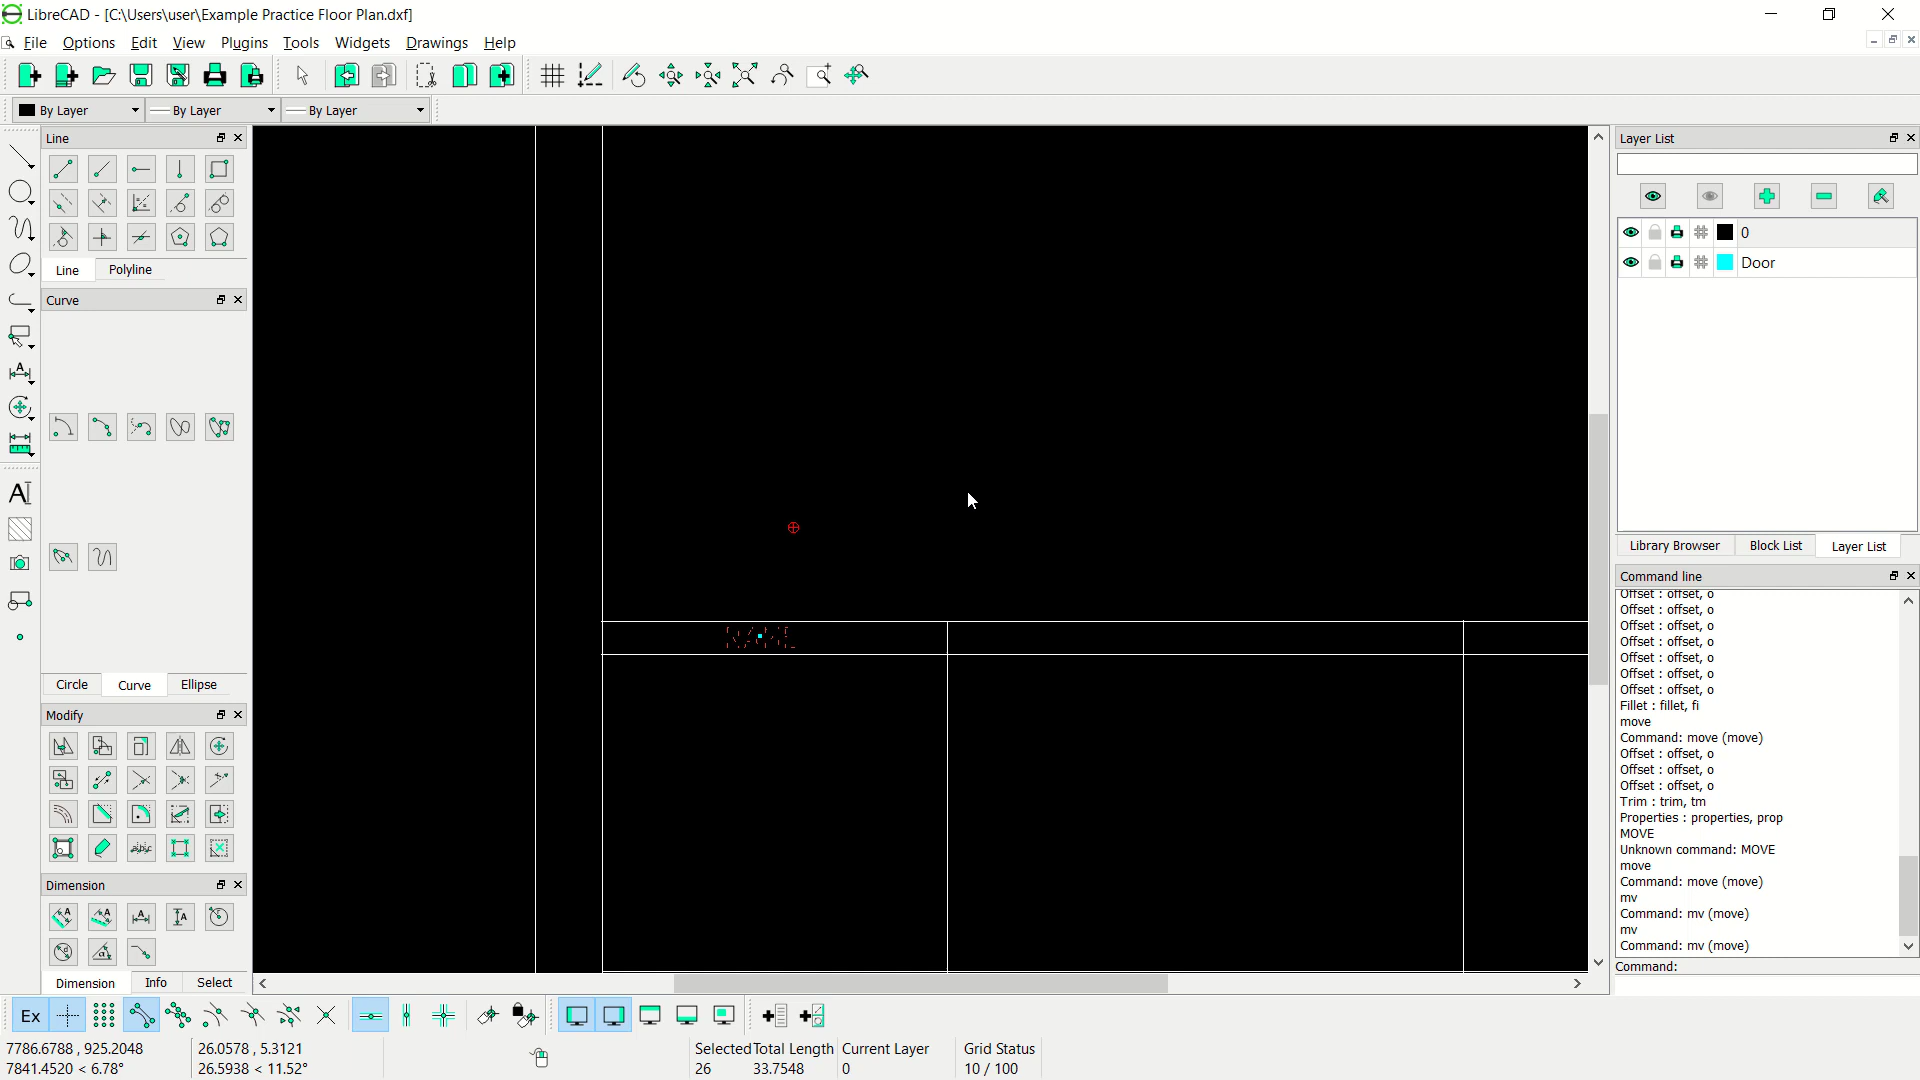 LibreCAD - [C:\Users\user\Example Practice Floor Plan.dxf]
File Options Edit View Plugins Tools Widgets Drawings Help
By Layer By Layer By Layer
Line
Line Polyline
Curve
Circle Curve Ellipse
Modify
Dimension
Dimension Info Select
NAME
Layer List
0
Door
Library Browser Block List Layer List
Command line
Offset : offset, o
Offset : offset, o
Offset : offset, o
Offset : offset, o
Offset : offset, o
Offset : offset, o
Offset : offset, o
Fillet : fillet, fi
move
Command: move (move)
Offset : offset, o
Offset : offset, o
Offset : offset, o
Trim : trim, tm
Properties : properties, prop
MOVE
Unknown command: MOVE
move
Command: move (move)
mv
Command: mv (move)
mv
Command: mv (move)
Command:
Ex
7786.6788 , 925.2048
7841.4520 < 6.78°
26.0578 , 5.3121
26.5938 < 11.52°
Selected Total Length Current Layer Grid Status
26 33.7548 0 10 / 100